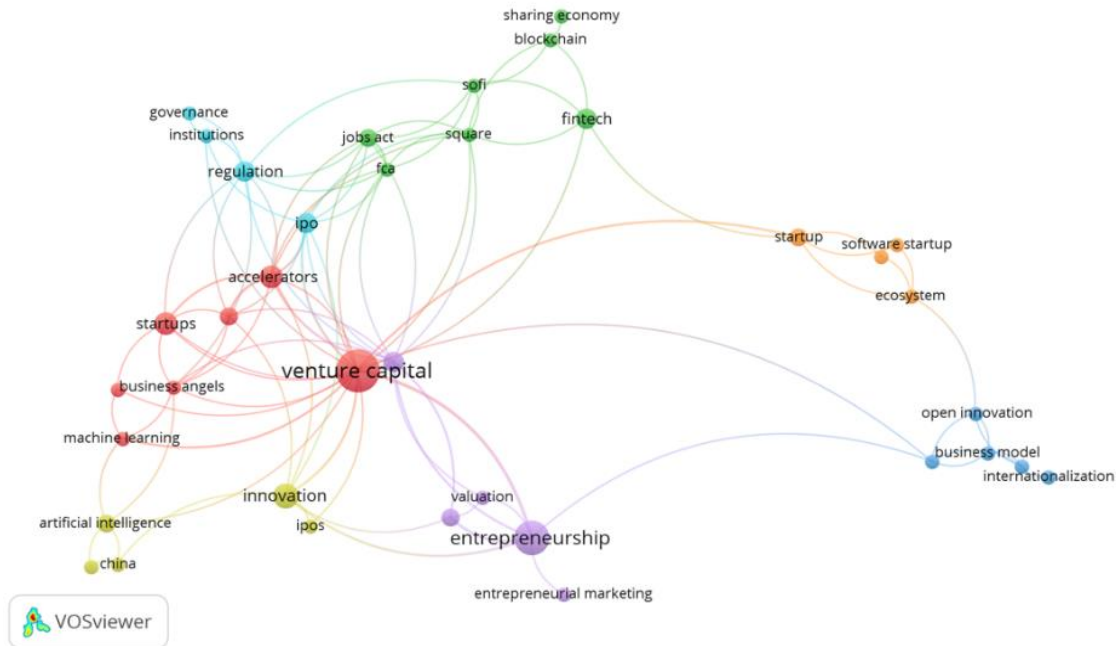 sharing economy
blockchain
sofi
governance
fintech
institutions
jobs act
square
regulation
fca
ipo
startup
software startup
accelerators
ecosystem
startups
venture capital
business angels
open innovation
machine learning
business model
internationalization
innovation
valuation
artificial intelligence
ipos
entrepreneurship
china
entrepreneurial marketing
VOSviewer